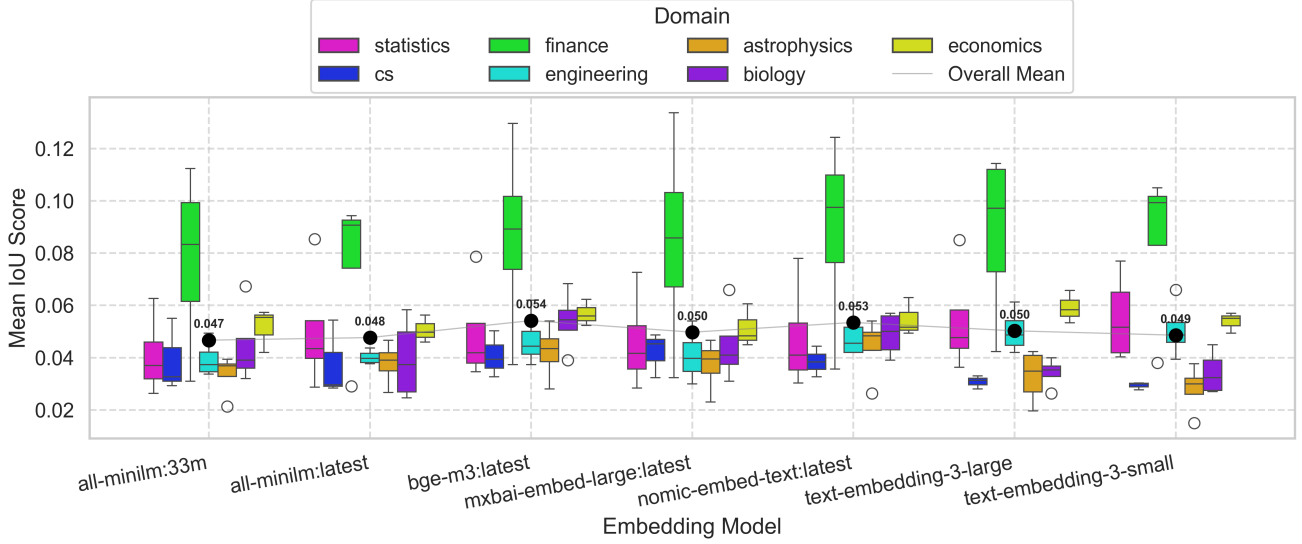 Domain
statistics finance astrophysics economics
cs engineering biology Overall Mean
Mean IoU Score
0.12
0.10
0.08
0.06
0.04
0.02
0.047
0.048
0.054
0.050
0.053
0.050
0.049
all-minilm:33m
all-minilm:latest
bge-m3:latest
mxbai-embed-large:latest
nomic-embed-text:latest
text-embedding-3-large
text-embedding-3-small
Embedding Model